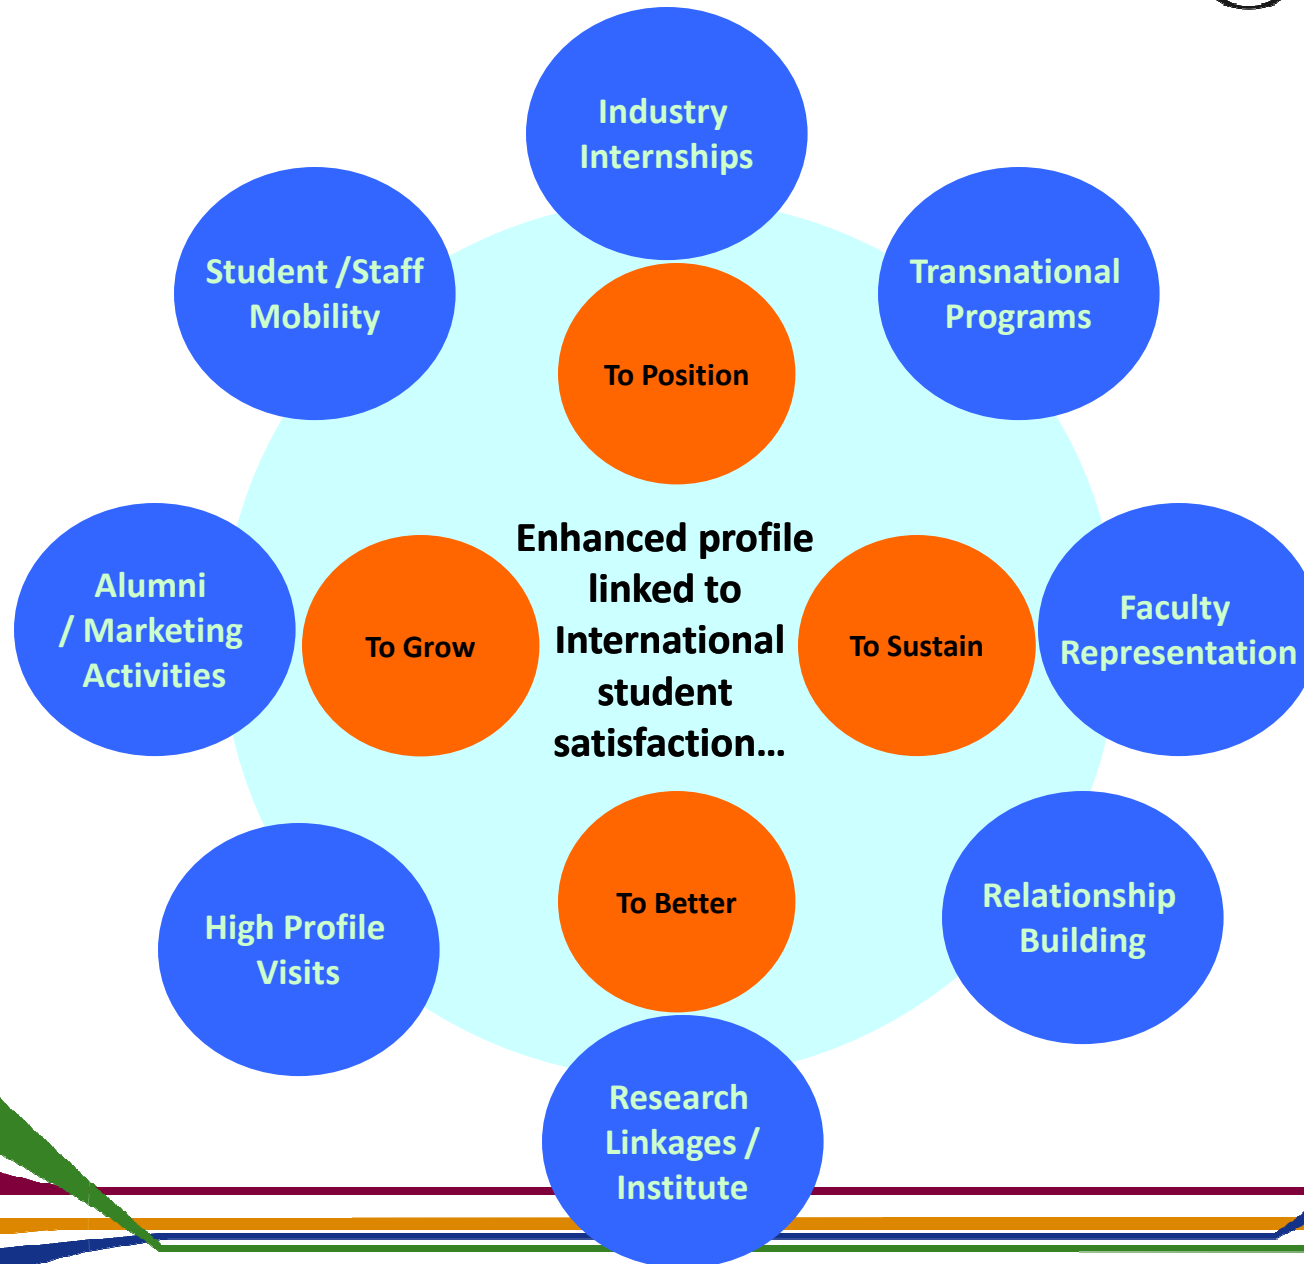 Industry
Internships
Student /Staff
Mobility
Transnational
Programs
To Position
Enhanced profile
linked to
International
student
satisfaction...
Alumni
/ Marketing
Activities
To Grow
To Sustain
Faculty
Representation
To Better
High Profile
Visits
Relationship
Building
Research
Linkages /
Institute